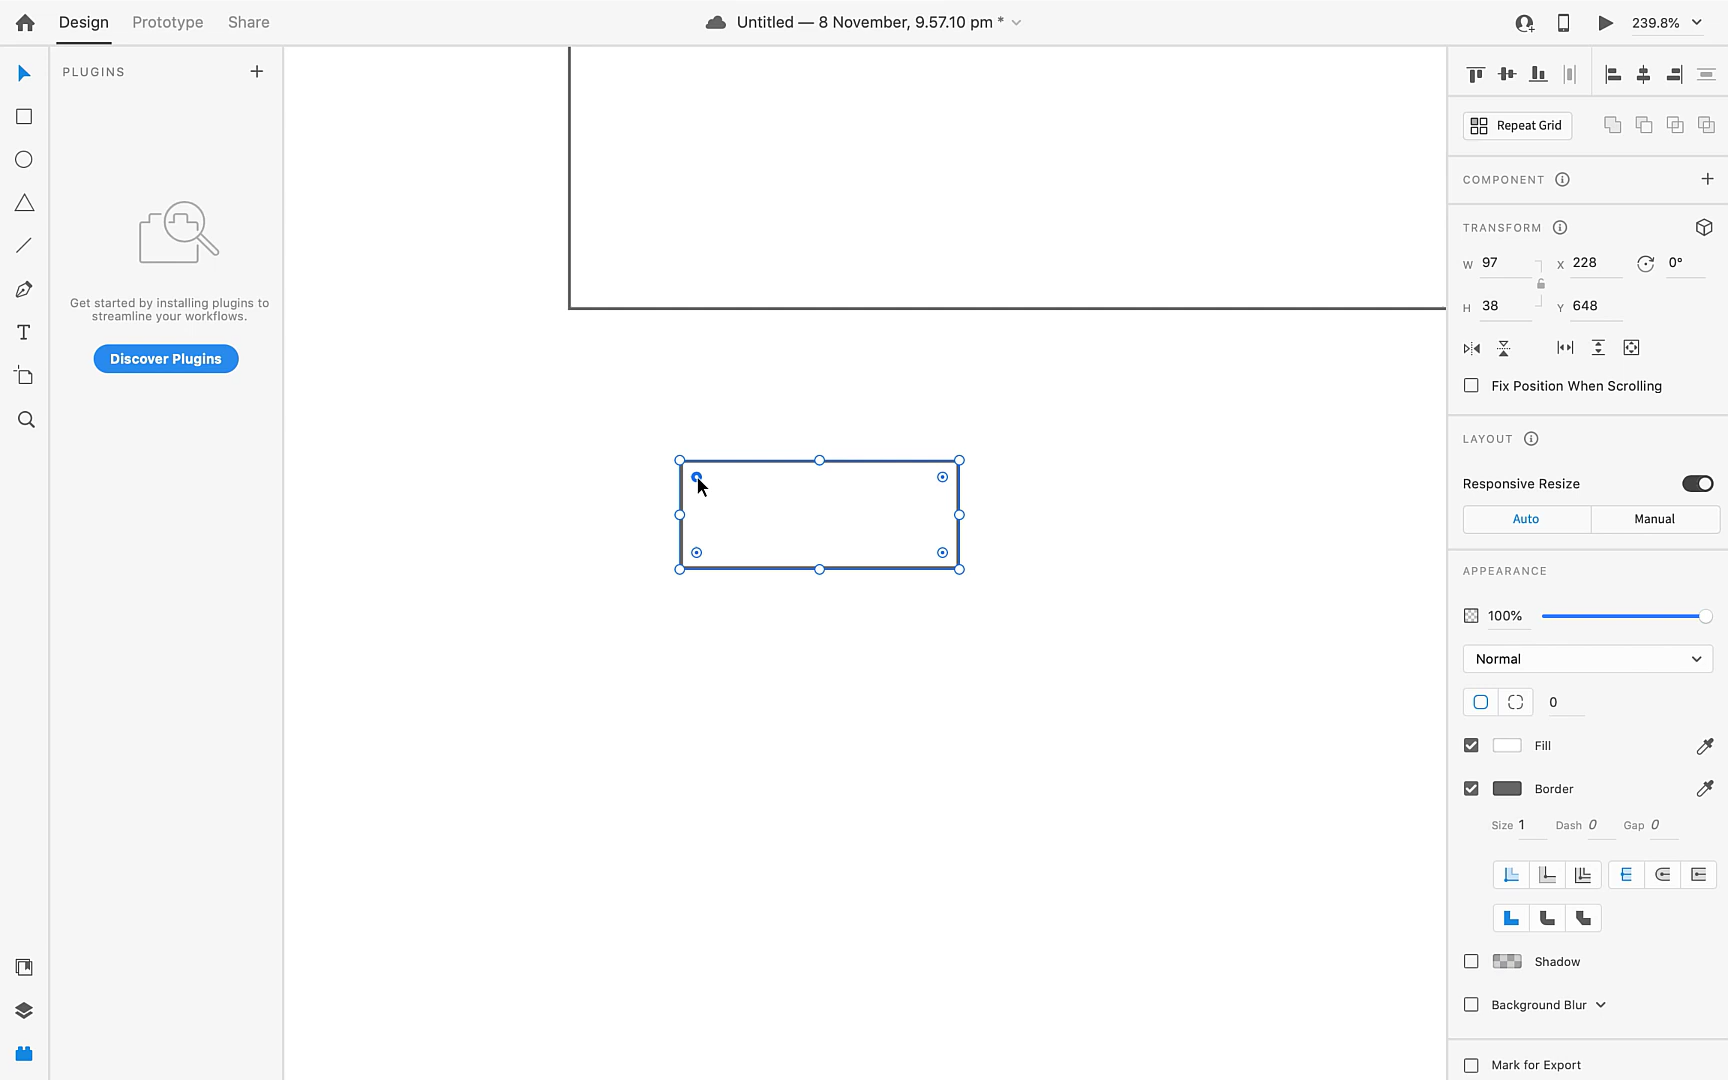 Design Prototype Share Untitled — 8 November, 9.57.10 pm * 239.8%
PLUGINS
Get started by installing plugins to
streamline your workflows.
Discover Plugins
Repeat Grid
COMPONENT
TRANSFORM
W 97 X 228 0°
H 38 Y 648
Fix Position When Scrolling
LAYOUT
Responsive Resize
Auto Manual
APPEARANCE
100%
Normal
0
Fill
Border
Size 1 Dash 0 Gap 0
Shadow
Background Blur
Mark for Export